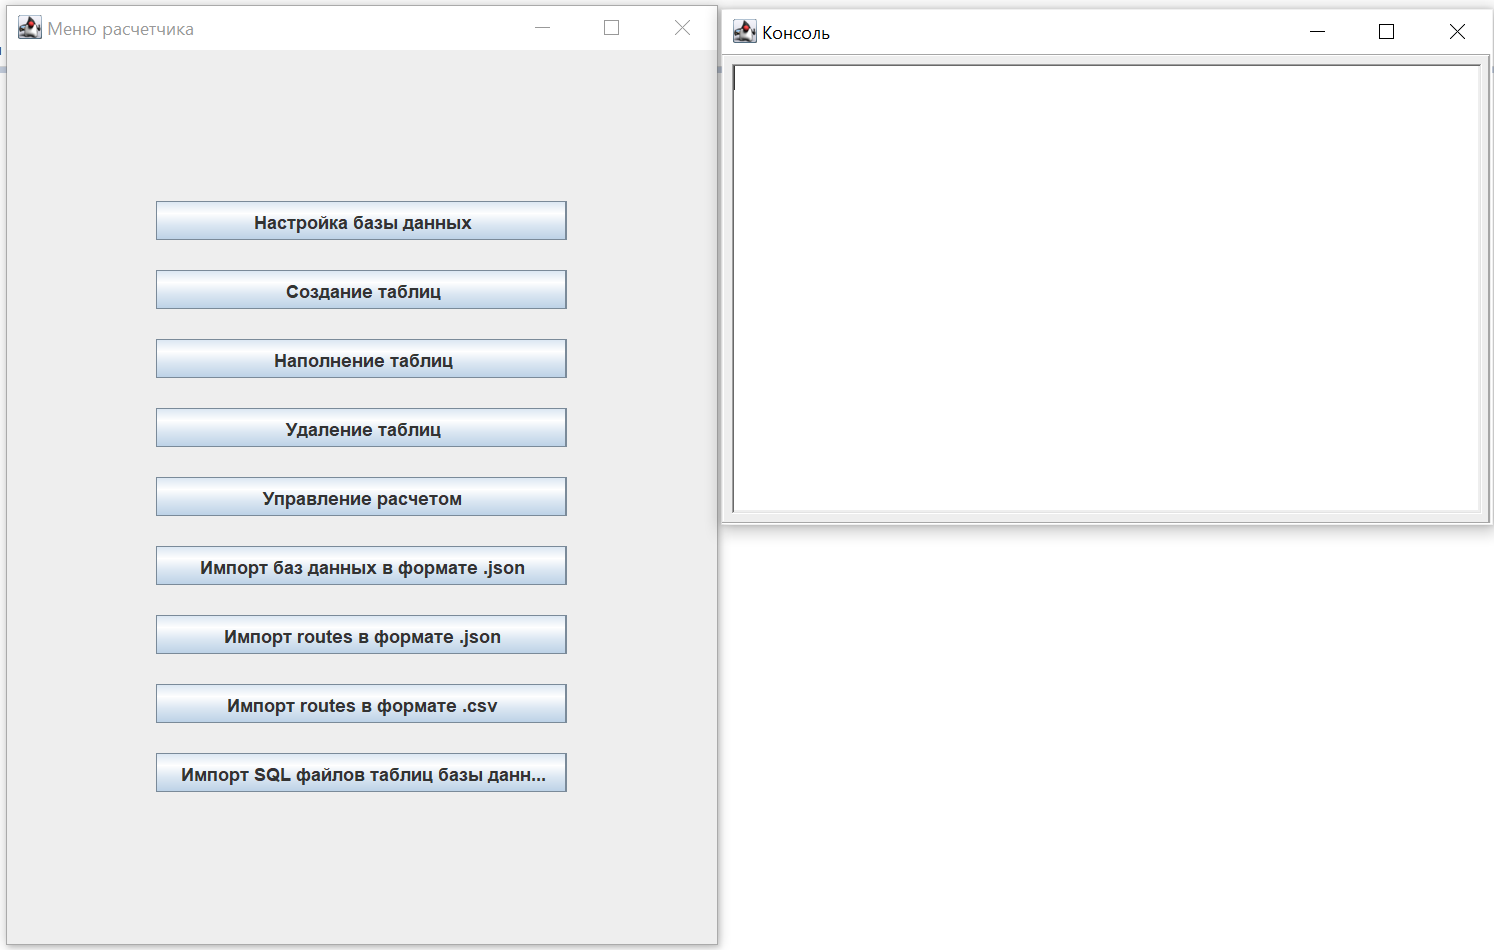 Меню расчетчика
Настройка базы данных
Создание таблиц
Наполнение таблиц
Удаление таблиц
Управление расчетом
Импорт баз данных в формате .json
Импорт routes в формате .json
Импорт routes в формате .csv
Импорт SQL файлов таблиц базы данн...
Консоль